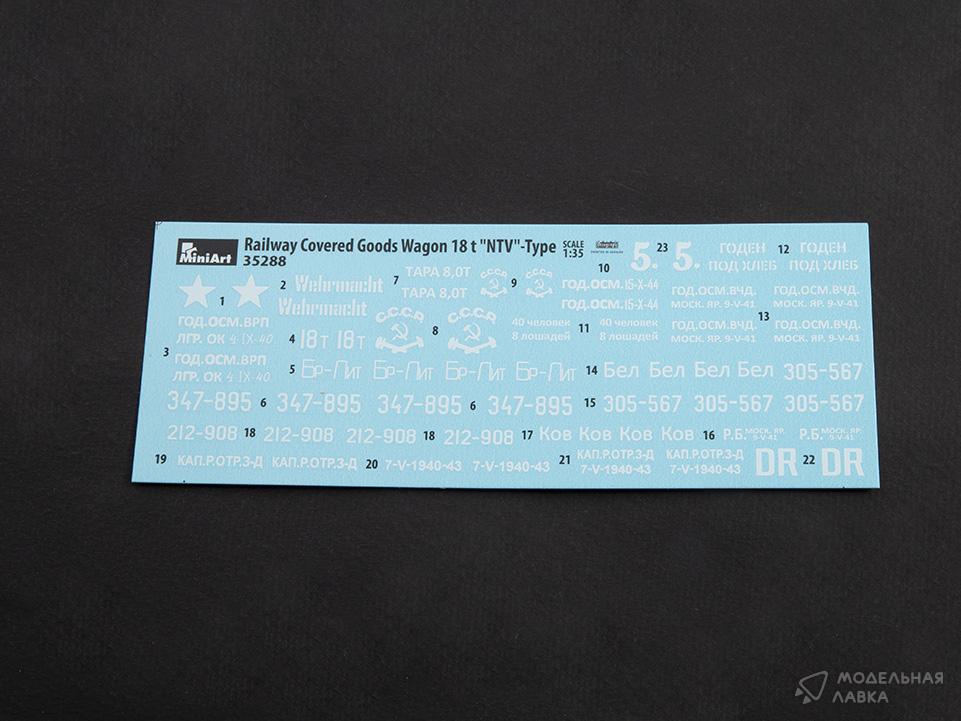 MiniArt
Railway Covered Goods Wagon 18 t "NTV"-Type
35288
SCALE
1:35
10
5. 23 5.
ГОДЕН 12 ГОДЕН
ПОД ХЛЕБ ПОД ХЛЕБ
1
2 Wehrmacht
Wehrmacht
7 ТАРА 8,0Т
ТАРА 8,0Т
С.С.С.Р. 9 С.С.С.Р.
ГОД.ОСМ.15-X-44
ГОД.ОСМ.15-X-44
ГОД.ОСМ.ВЧД. ГОД.ОСМ.ВЧД.
МОСК. ЯР. 9-V-41 МОСК. ЯР. 9-V-41
13
ГОД.ОСМ.ВЧД. ГОД.ОСМ.ВЧД.
МОСК. ЯР. 9-V-41 МОСК. ЯР. 9-V-41
ГОД.ОСМ.ВРП
ЛГР. ОК 4 IX-40
3
ГОД.ОСМ.ВРП
ЛГР. ОК 4 IX-40
4 18т 18т
С.С.С.Р. 8 С.С.С.Р.
40 человек 11 40 человек
8 лошадей 8 лошадей
5 Бр-Лит Бр-Лит Бр-Лит Бр-Лит
14 Бел Бел Бел Бел 305-567
347-895 6 347-895 347-895 6 347-895
15 305-567 305-567 305-567
212-908 18 212-908 212-908 18 212-908
17 Ков Ков Ков Ков
16 Р.Б. МОСК. ЯР. 9-V-41 Р.Б. МОСК. ЯР. 9-V-41
19 КАП.Р.ОТР.З-Д КАП.Р.ОТР.З-Д
20 7-V-1940-43 7-V-1940-43
21 КАП.Р.ОТР.З-Д КАП.Р.ОТР.З-Д
7-V-1940-43 7-V-1940-43
DR 22 DR
МОДЕЛЬНАЯ
ЛАВКА